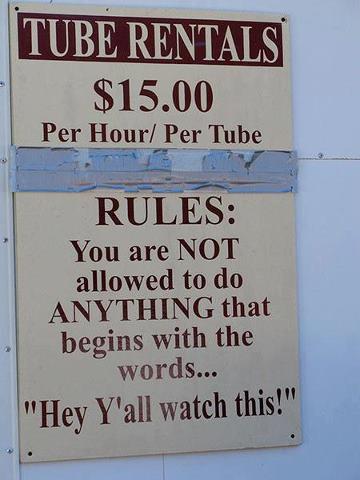 TUBE RENTALS
$15.00
Per Hour/ Per Tube
RULES:
You are NOT
allowed to do
ANYTHING that
begins with the
words...
"Hey Y'all watch this!"